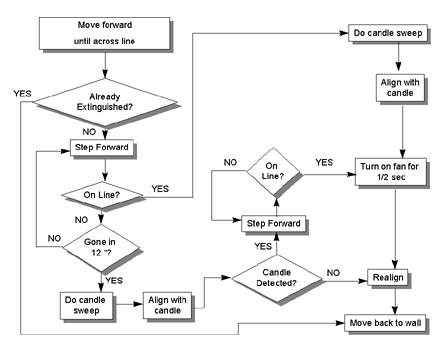 Move forward
until across line
Already
Extinguished?
YES
NO
Step Forward
On Line?
YES
NO
Gone in
12 "?
NO
YES
Do candle
sweep
Align with
candle
Candle
Detected?
NO
YES
Step Forward
On
Line?
NO
YES
Do candle sweep
Align with
candle
Turn on fan for
1/2 sec
Realign
Move back to wall